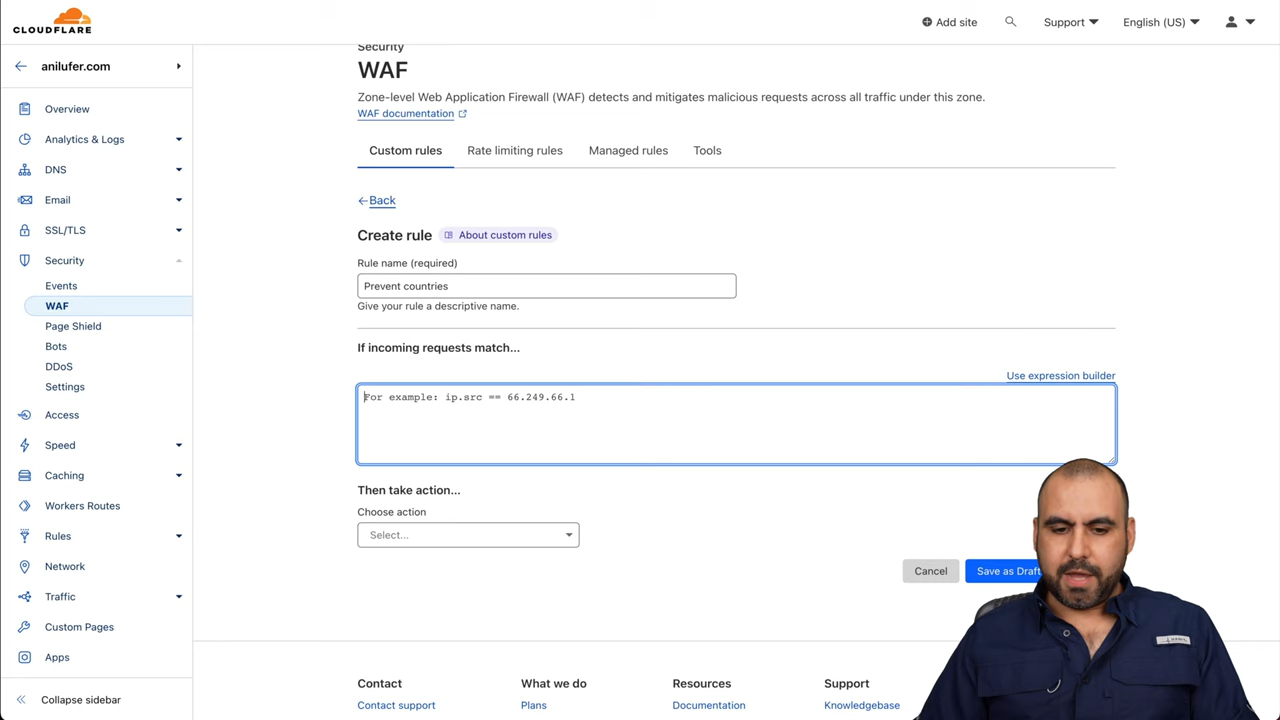 CLOUDFLARE
Add site
Support
English (US)
anilufer.com
Overview
Analytics & Logs
DNS
Email
SSL/TLS
Security
Events
WAF
Page Shield
Bots
DDoS
Settings
Access
Speed
Caching
Workers Routes
Rules
Network
Traffic
Custom Pages
Apps
Collapse sidebar
Security
WAF
Zone-level Web Application Firewall (WAF) detects and mitigates malicious requests across all traffic under this zone.
WAF documentation
Custom rules Rate limiting rules Managed rules Tools
Back
Create rule About custom rules
Rule name (required)
Prevent countries
Give your rule a descriptive name.
If incoming requests match...
Use expression builder
For example: ip.src == 66.249.66.1
Then take action...
Choose action
Select...
Cancel Save as Draft
Contact What we do Resources Support
Contact support Plans Documentation Knowledgebase